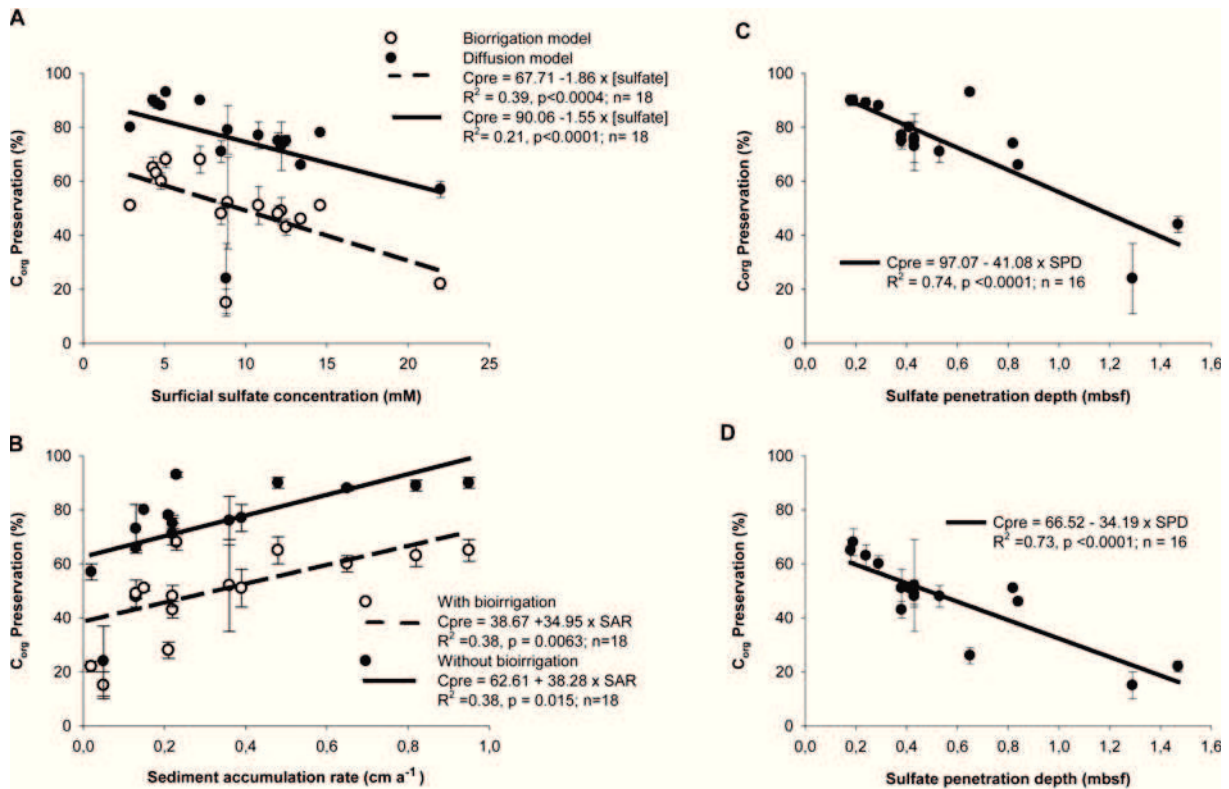 A
Biorrigation model
Diffusion model
Cpre = 67.71 -1.86 x [sulfate]
R² = 0.39, p<0.0004; n= 18
Cpre = 90.06 -1.55 x [sulfate]
R²= 0.21, p<0.0001; n= 18
100
80
60
40
20
0
Corg Preservation (%)
0 5 10 15 20 25
Surficial sulfate concentration (mM)
C
100
80
60
40
20
0
Corg Preservation (%)
Cpre = 97.07 - 41.08 x SPD
R² = 0.74, p <0.0001; n = 16
0,0 0,2 0,4 0,6 0,8 1,0 1,2 1,4 1,6
Sulfate penetration depth (mbsf)
B
100
80
60
40
20
0
Corg Preservation (%)
With bioirrigation
Cpre = 38.67 +34.95 x SAR
R² =0.38, p = 0.0063; n=18
Without bioirrigation
Cpre = 62.61 + 38.28 x SAR
R² =0.38, p = 0.015; n=18
0,0 0,2 0,4 0,6 0,8 1,0
Sediment accumulation rate (cm a⁻¹)
D
100
80
60
40
20
0
Corg Preservation (%)
Cpre = 66.52 - 34.19 x SPD
R² =0.73, p <0.0001; n = 16
0,0 0,2 0,4 0,6 0,8 1,0 1,2 1,4 1,6
Sulfate penetration depth (mbsf)